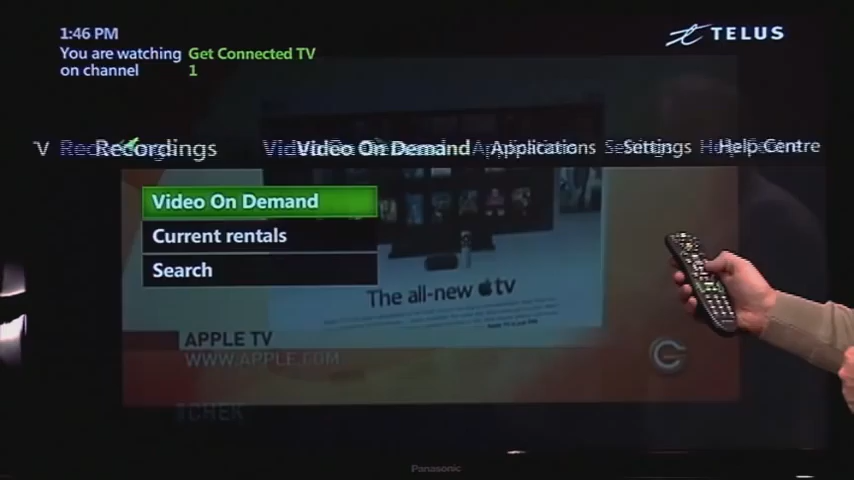 1:46 PM
TELUS
You are watching Get Connected TV
on channel 1
V Recordings Video On Demand Applications Settings Help Centre
Video On Demand
Current rentals
Search
The all-new tv
APPLE TV
WWW.APPLE.COM
TCHEK
Panasonic